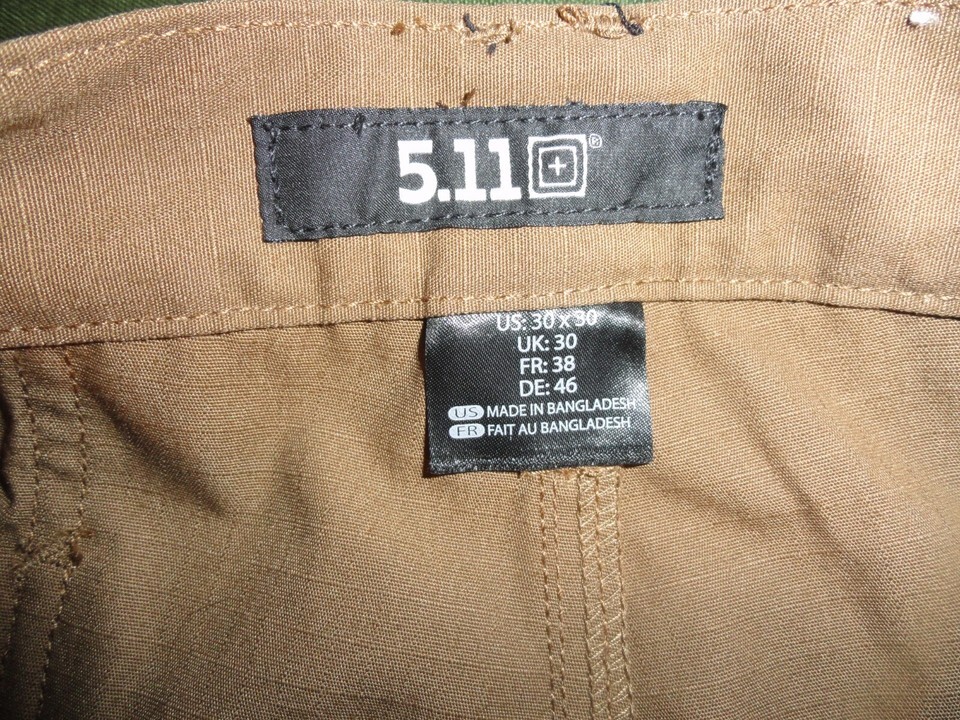 5.11®
US: 30 x 30
UK: 30
FR: 38
DE: 46
US MADE IN BANGLADESH
FR FAIT AU BANGLADESH